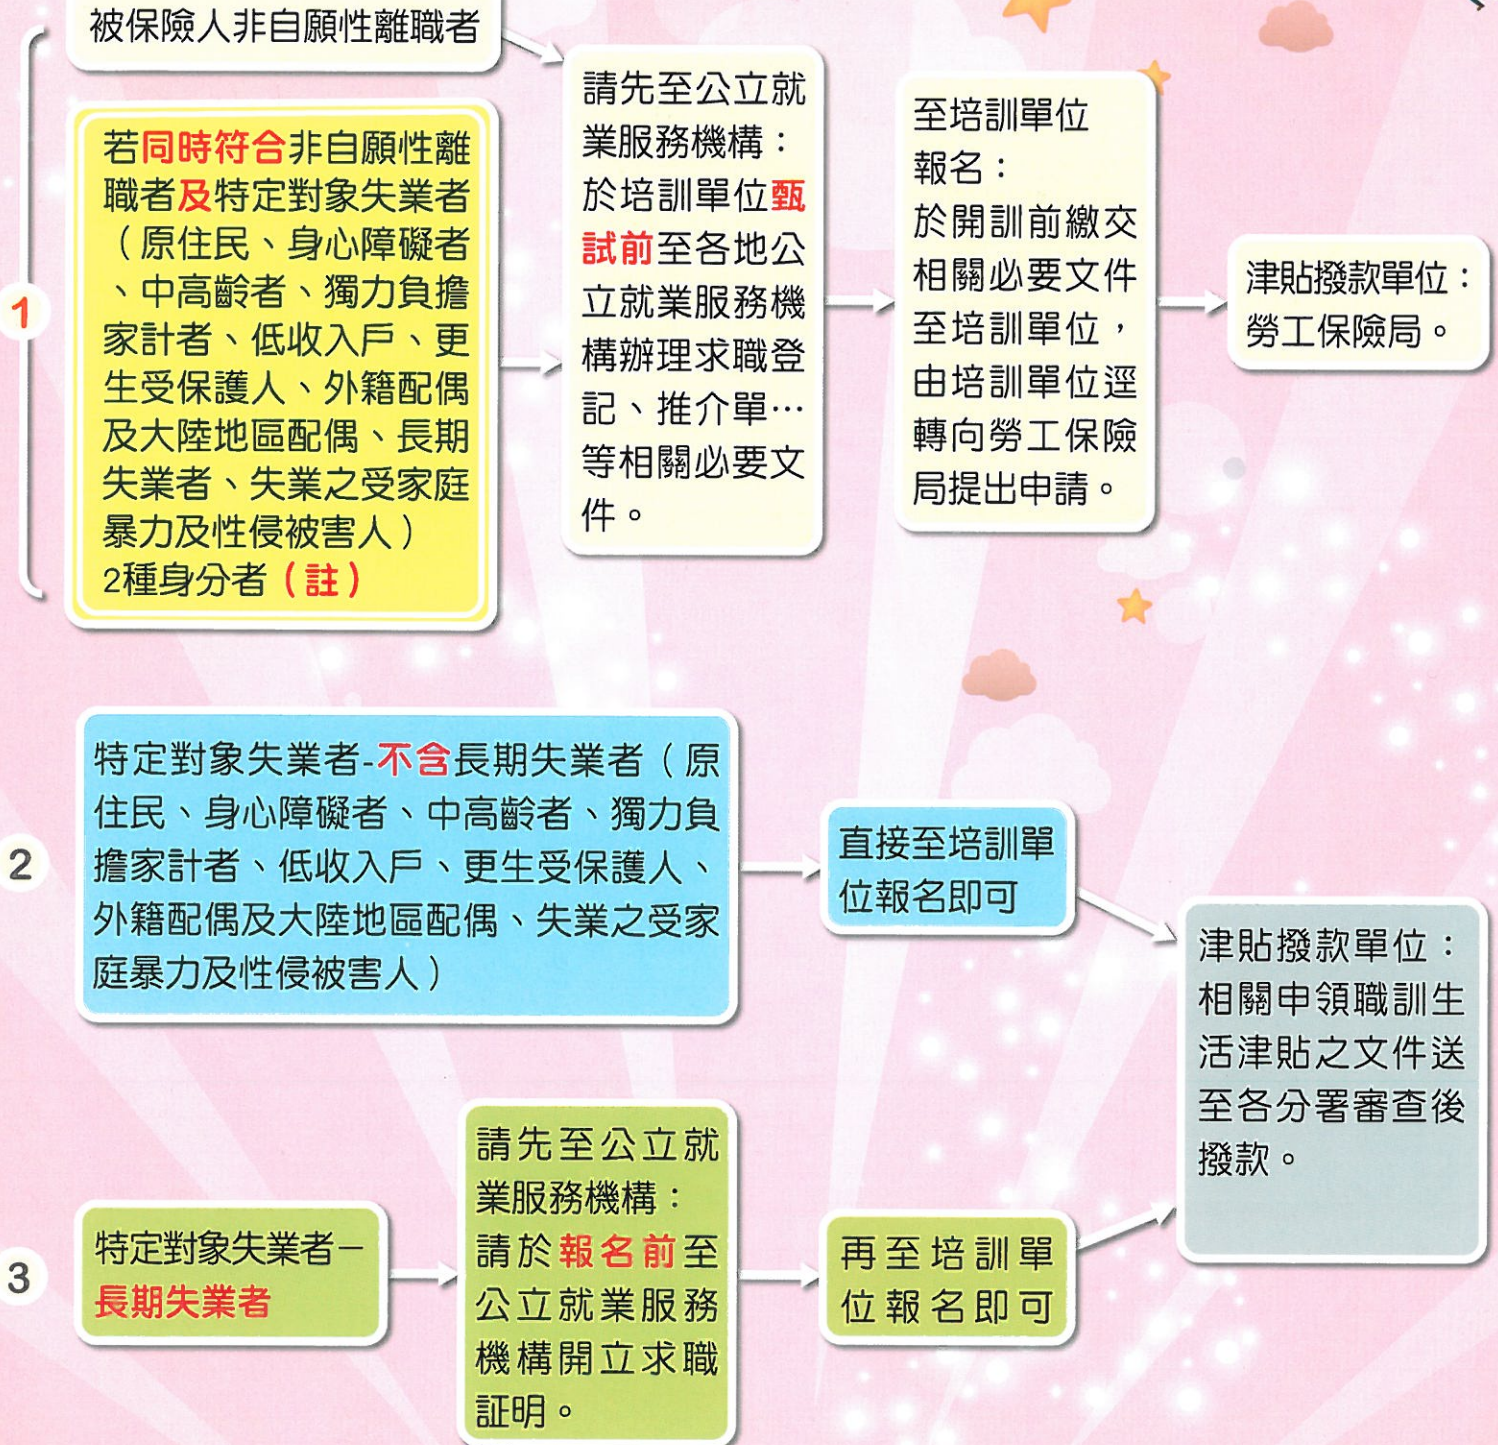 被保險人非自願性離職者
1
若同時符合非自願性離
職者及特定對象失業者
（原住民、身心障礙者
、中高齡者、獨力負擔
家計者、低收入戶、更
生受保護人、外籍配偶
及大陸地區配偶、長期
失業者、失業之受家庭
暴力及性侵被害人）
2種身分者（註）
請先至公立就
業服務機構：
於培訓單位甄
試前至各地公
立就業服務機
構辦理求職登
記、推介單…
等相關必要文
件。
至培訓單位
報名：
於開訓前繳交
相關必要文件
至培訓單位，
由培訓單位逕
轉向勞工保險
局提出申請。
津貼撥款單位：
勞工保險局。
2
特定對象失業者-不含長期失業者（原
住民、身心障礙者、中高齡者、獨力負
擔家計者、低收入戶、更生受保護人、
外籍配偶及大陸地區配偶、失業之受家
庭暴力及性侵被害人）
直接至培訓單
位報名即可
3
特定對象失業者－
長期失業者
請先至公立就
業服務機構：
請於報名前至
公立就業服務
機構開立求職
証明。
再至培訓單
位報名即可
津貼撥款單位：
相關申領職訓生
活津貼之文件送
至各分署審查後
撥款。